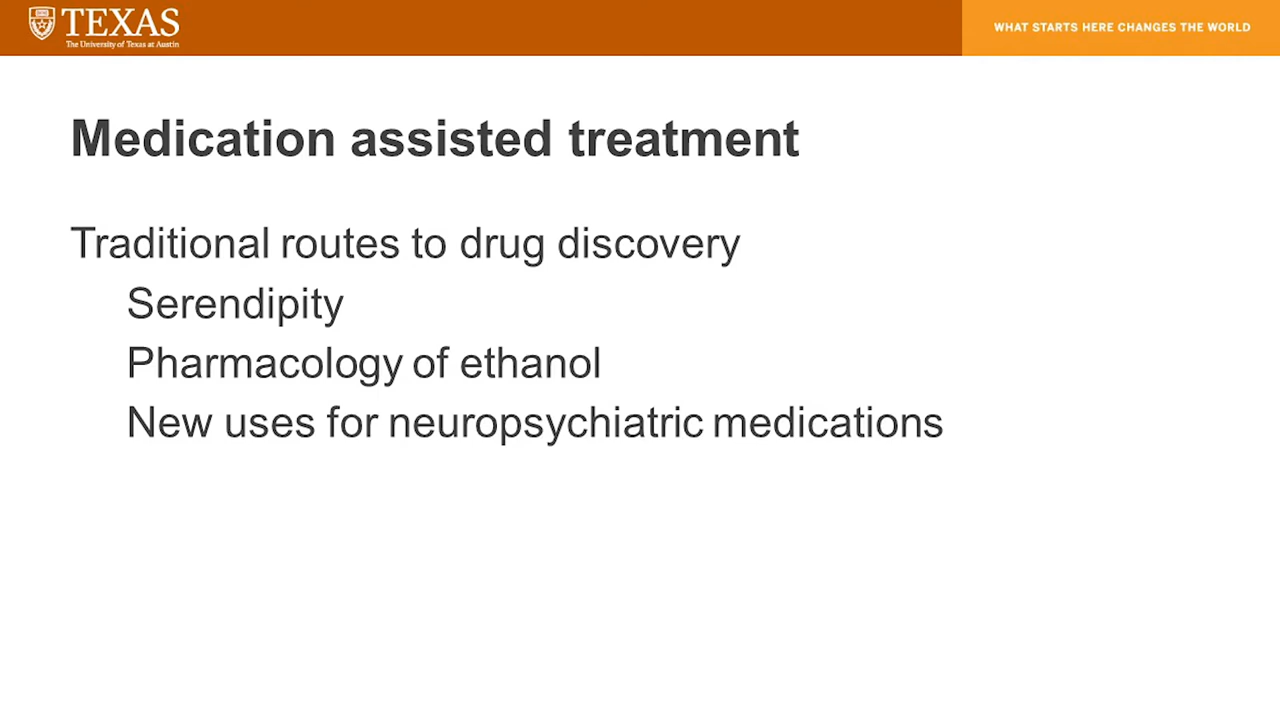 TEXAS
The University of Texas at Austin
WHAT STARTS HERE CHANGES THE WORLD
Medication assisted treatment
Traditional routes to drug discovery
Serendipity
Pharmacology of ethanol
New uses for neuropsychiatric medications